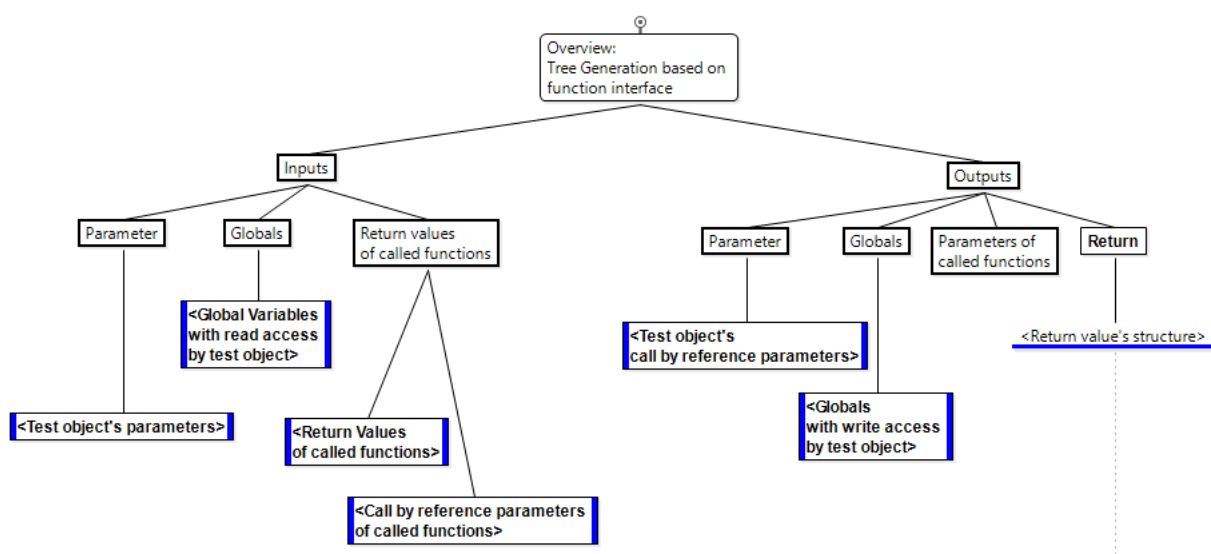 Overview:
Tree Generation based on
function interface
Inputs
Outputs
Parameter
Globals
Return values
of called functions
Parameter
Globals
Parameters of
called functions
Return
<Global Variables
with read access
by test object>
<Test object's
call by reference parameters>
<Return value's structure>
<Test object's parameters>
<Return Values
of called functions>
<Globals
with write access
by test object>
<Call by reference parameters
of called functions>